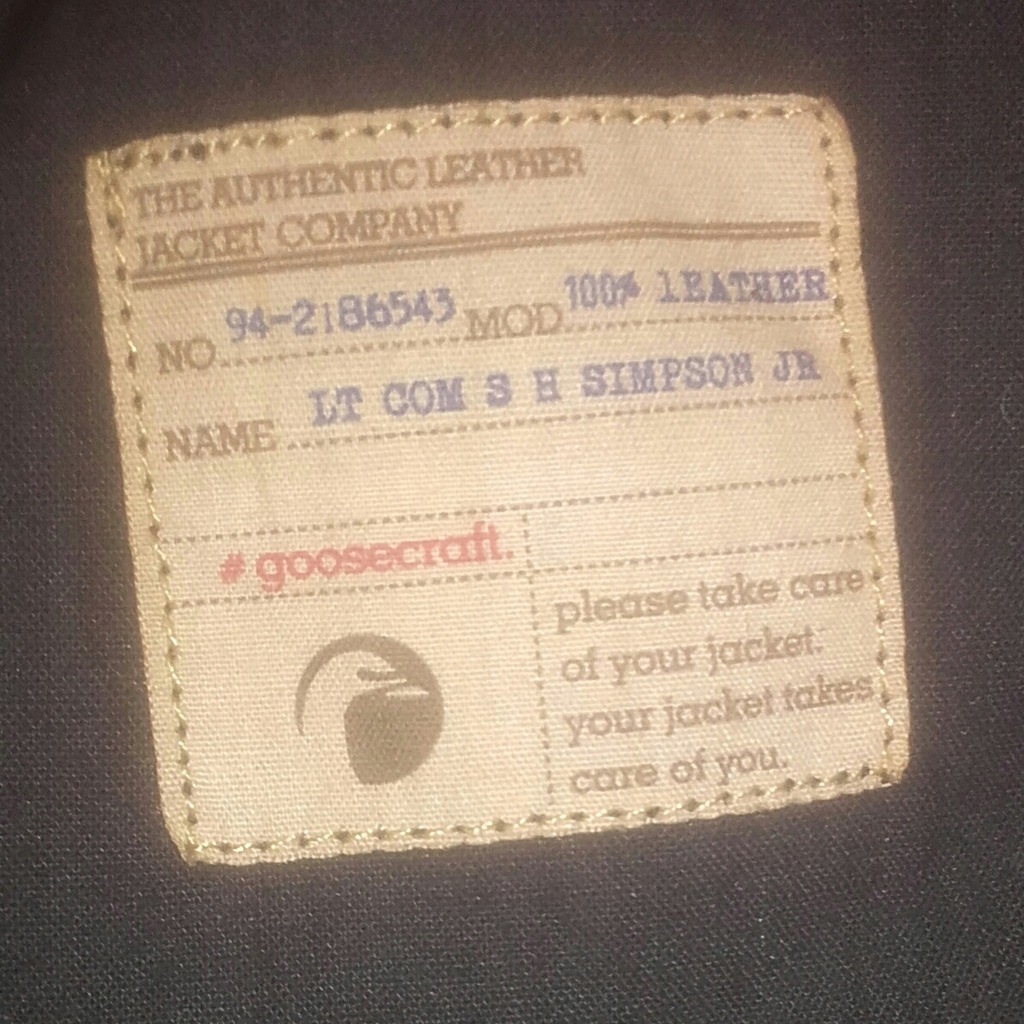 THE AUTHENTIC LEATHER
JACKET COMPANY
NO. 94-2186543 MOD. 100% lEATHER
NAME LT COM S H SIMPSON JR
# goosecraft.
please take care
of your jacket.
your jacket takes
care of you.